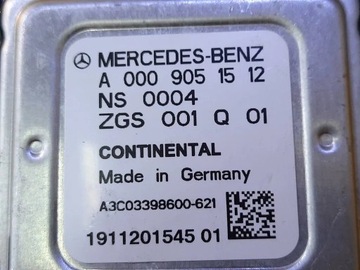 MERCEDES-BENZ
A 000 905 15 12
NS 0004
ZGS 001 Q 01
CONTINENTAL
Made in Germany
A3C03398600-621
1911201545 01